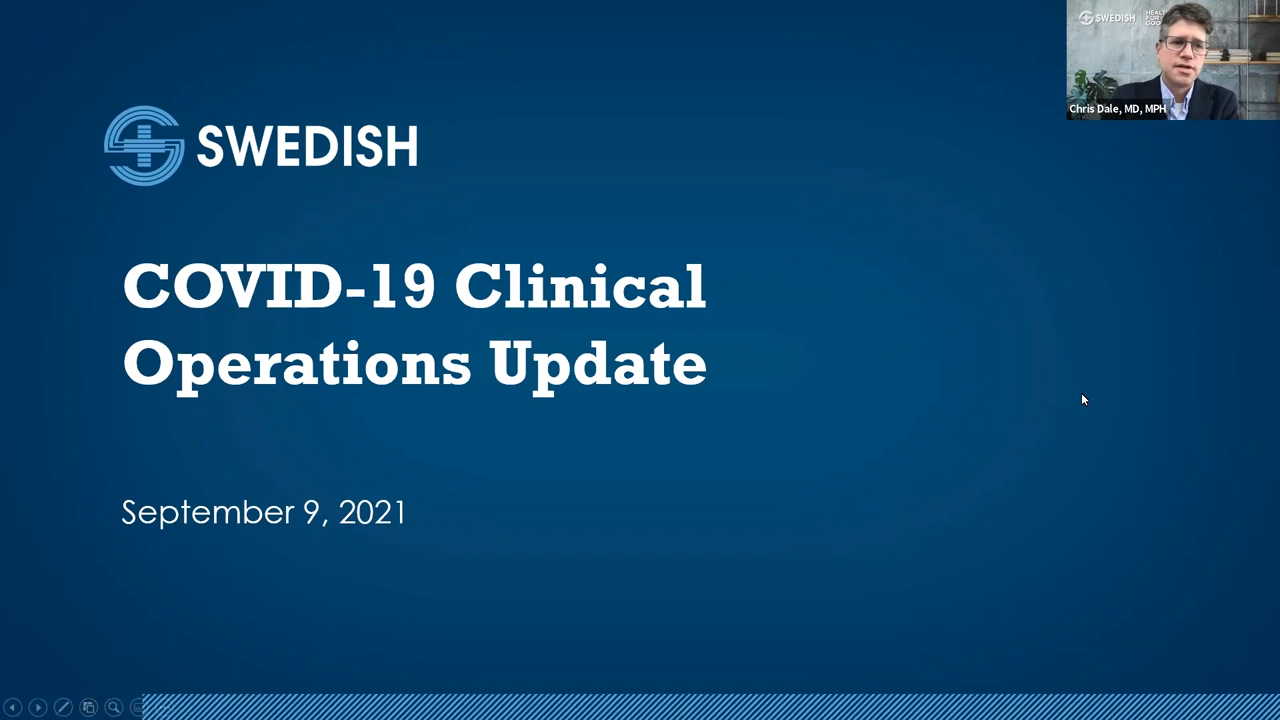 SWEDISH
Chris Dale, MD, MPH
SWEDISH
COVID-19 Clinical
Operations Update
September 9, 2021